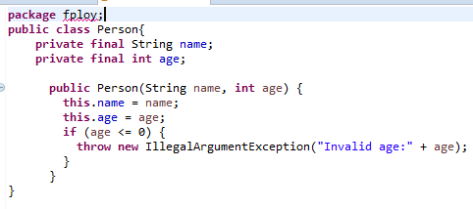 package fploy;
public class Person{
private final String name;
private final int age;
public Person(String name, int age) {
this.name = name;
this.age = age;
if (age <= 0) {
throw new IllegalArgumentException("Invalid age:" + age);
}
}
}